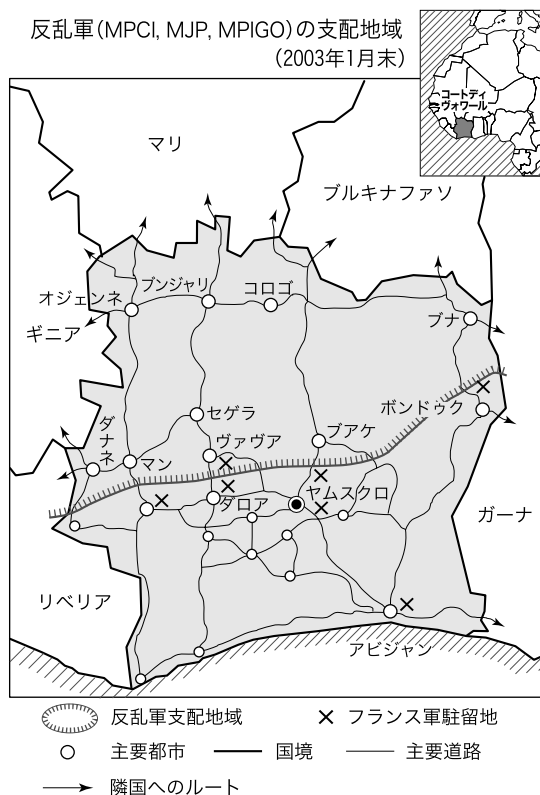 反乱軍(MPCI, MJP, MPIGO)の支配地域
(2003年1月末)
コートディ
ヴォワール
マリ
ブルキナファソ
オジェンネ
ブンジャリ
コロゴ
ギニア
ブナ
ボンドゥク
セゲラ
ダナネ
ヴァヴァア
ブアケ
マン
ダロア
ヤムスクロ
ガーナ
リベリア
アビジャン
反乱軍支配地域
フランス軍駐留地
主要都市
国境
主要道路
隣国へのルート